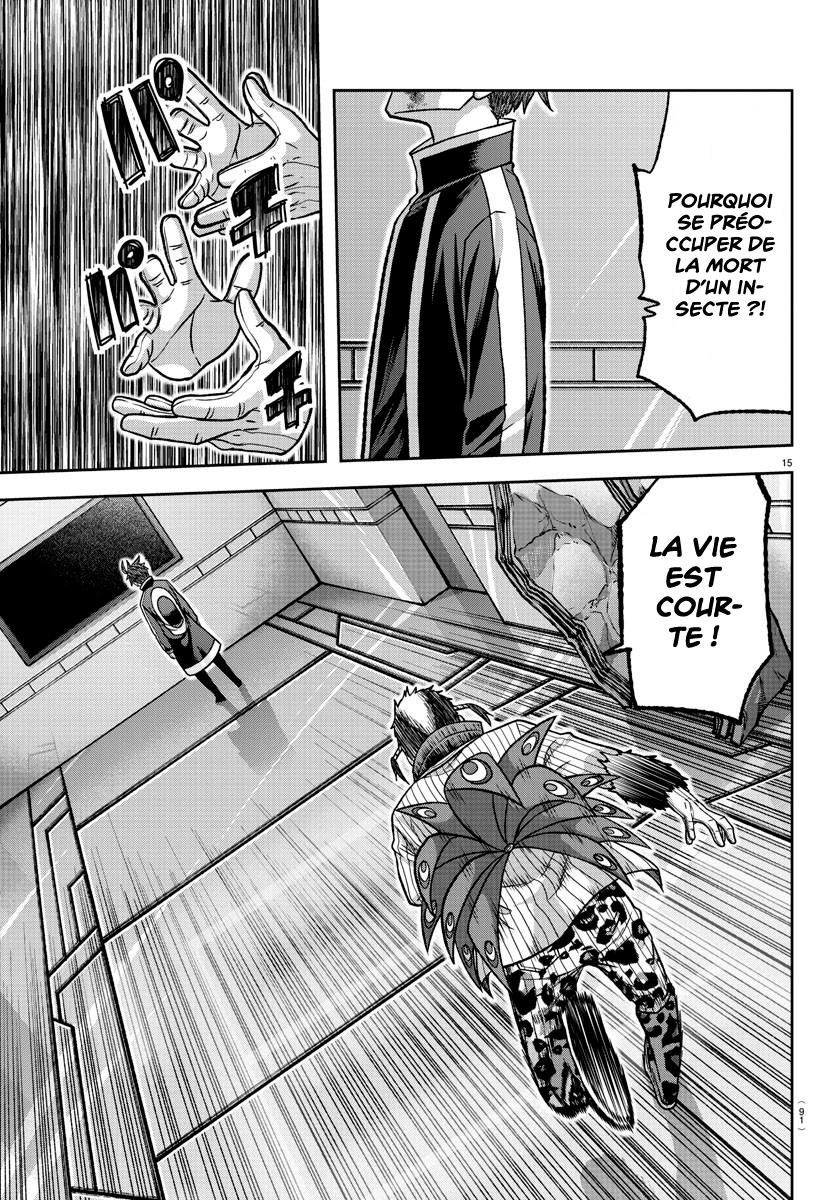 POURQUOI
SE PRÉO-
CCUPER DE
LA MORT
D'UN IN-
SECTE ?!
パチ
パチ
15
LA VIE
EST
COUR-
TE !
(91)